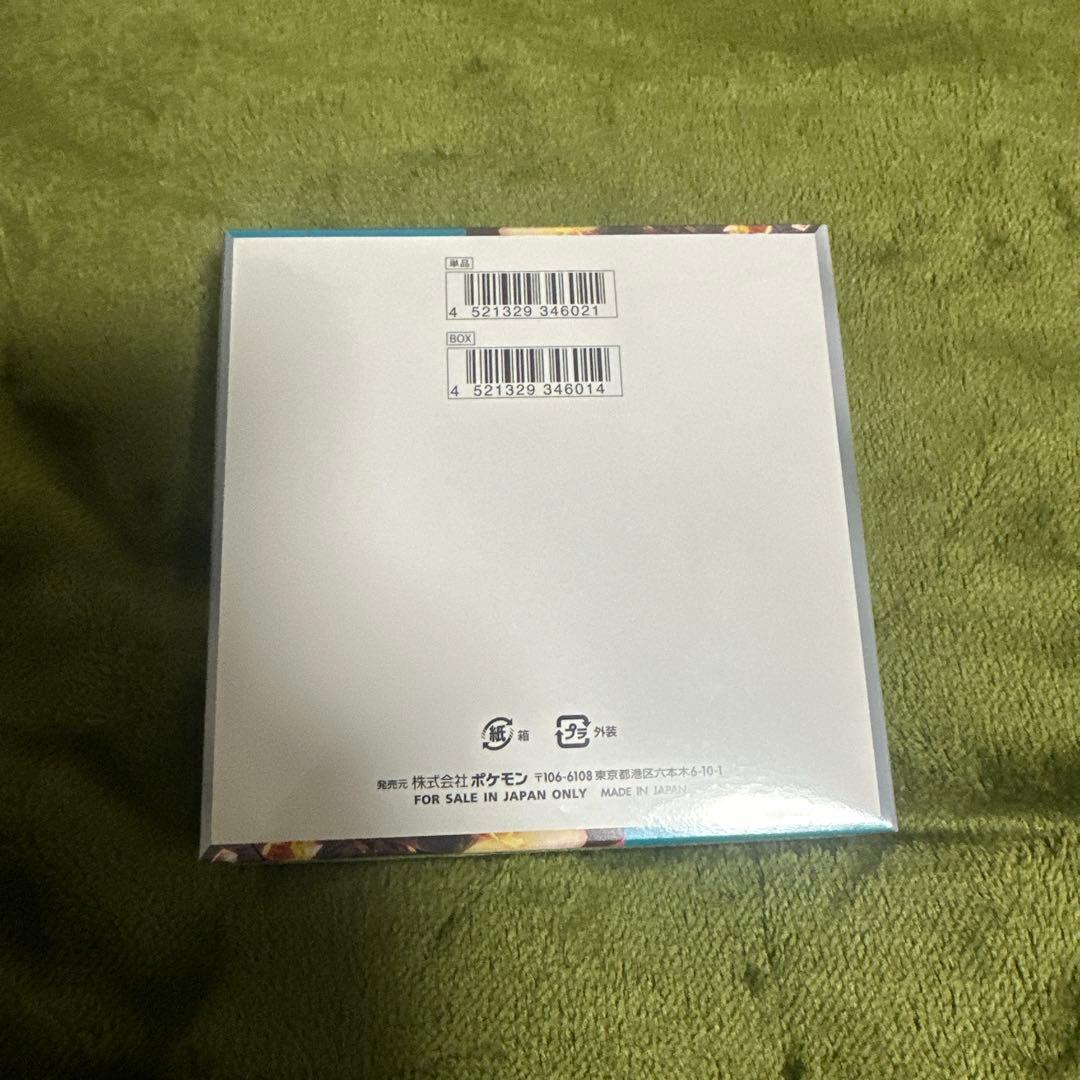 単品
4 521329 346021
BOX
4 521329 346014
紙 箱 プラ 外装
発売元 株式会社 ポケモン 〒106-6108 東京都港区六本木6-10-1
FOR SALE IN JAPAN ONLY MADE IN JAPAN